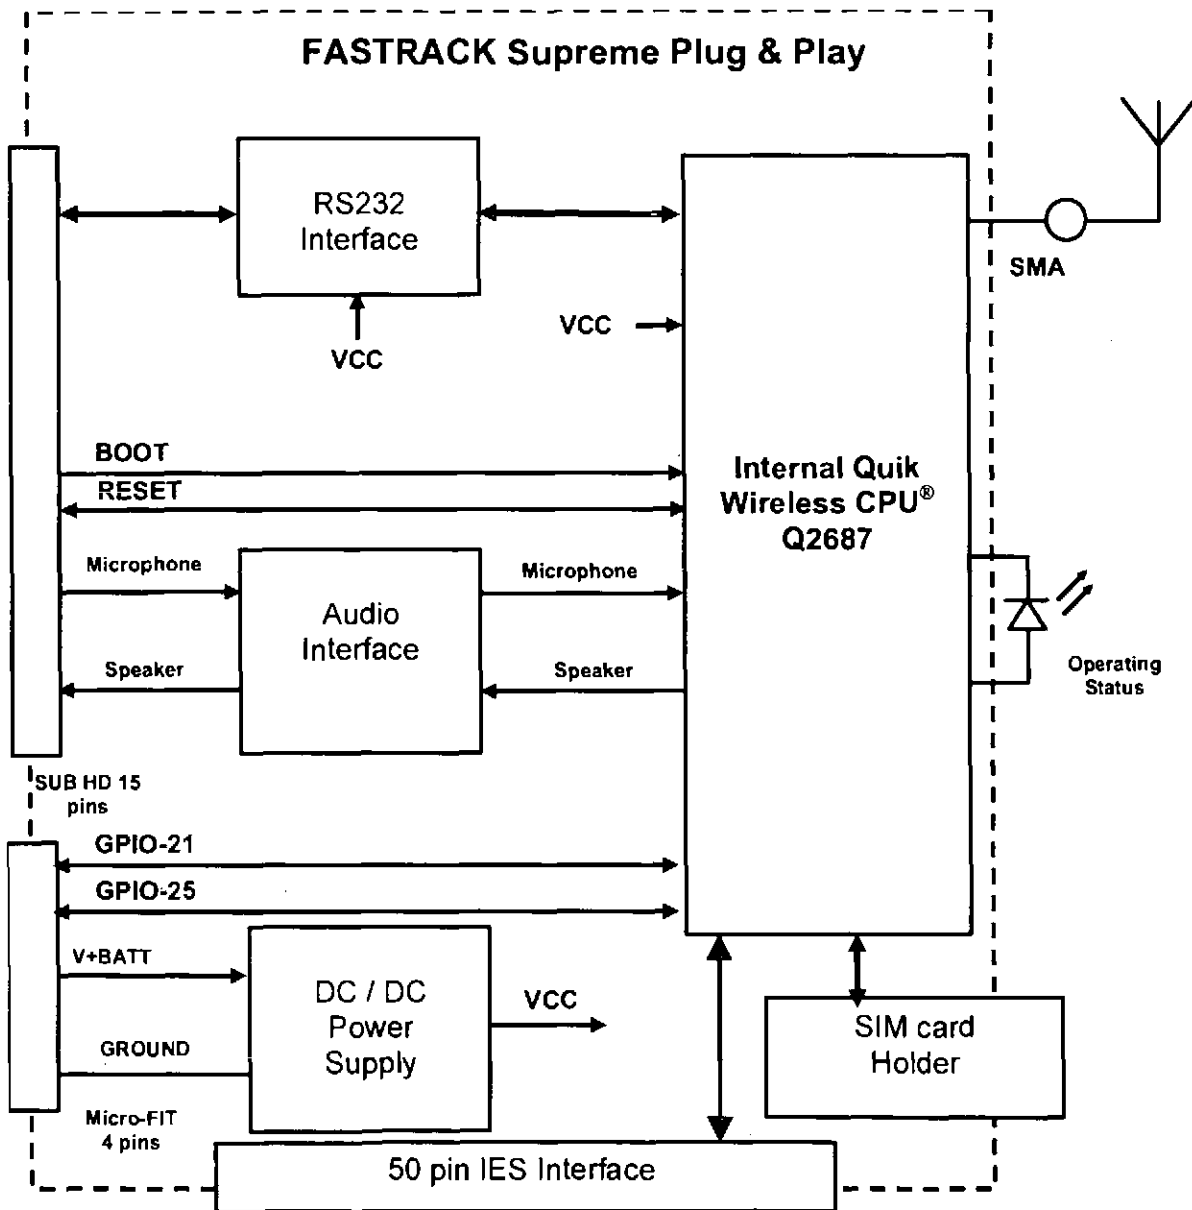 FASTRACK Supreme Plug & Play
RS232
Interface
SMA
VCC
VCC
BOOT
RESET
Internal Quik
Wireless CPU®
Q2687
Microphone
Microphone
Audio
Interface
Speaker
Speaker
Operating
Status
SUB HD 15
pins
GPIO-21
GPIO-25
V+BATT
DC / DC
Power
Supply
VCC
GROUND
SIM card
Holder
Micro-FIT
4 pins
50 pin IES Interface